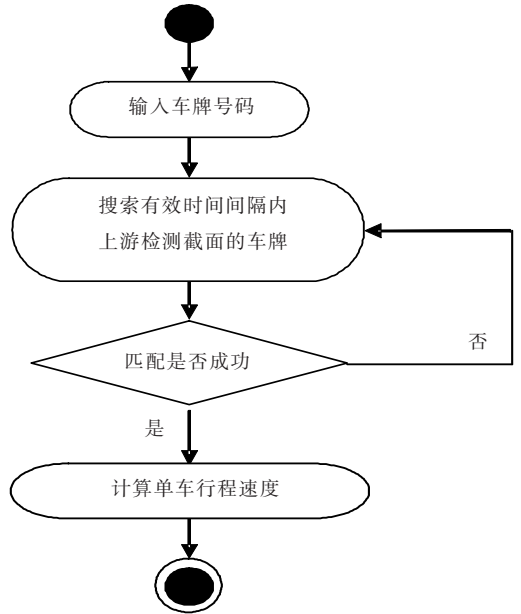 输入车牌号码
搜索有效时间间隔内
上游检测截面的车牌
匹配是否成功
否
是
计算单车行程速度